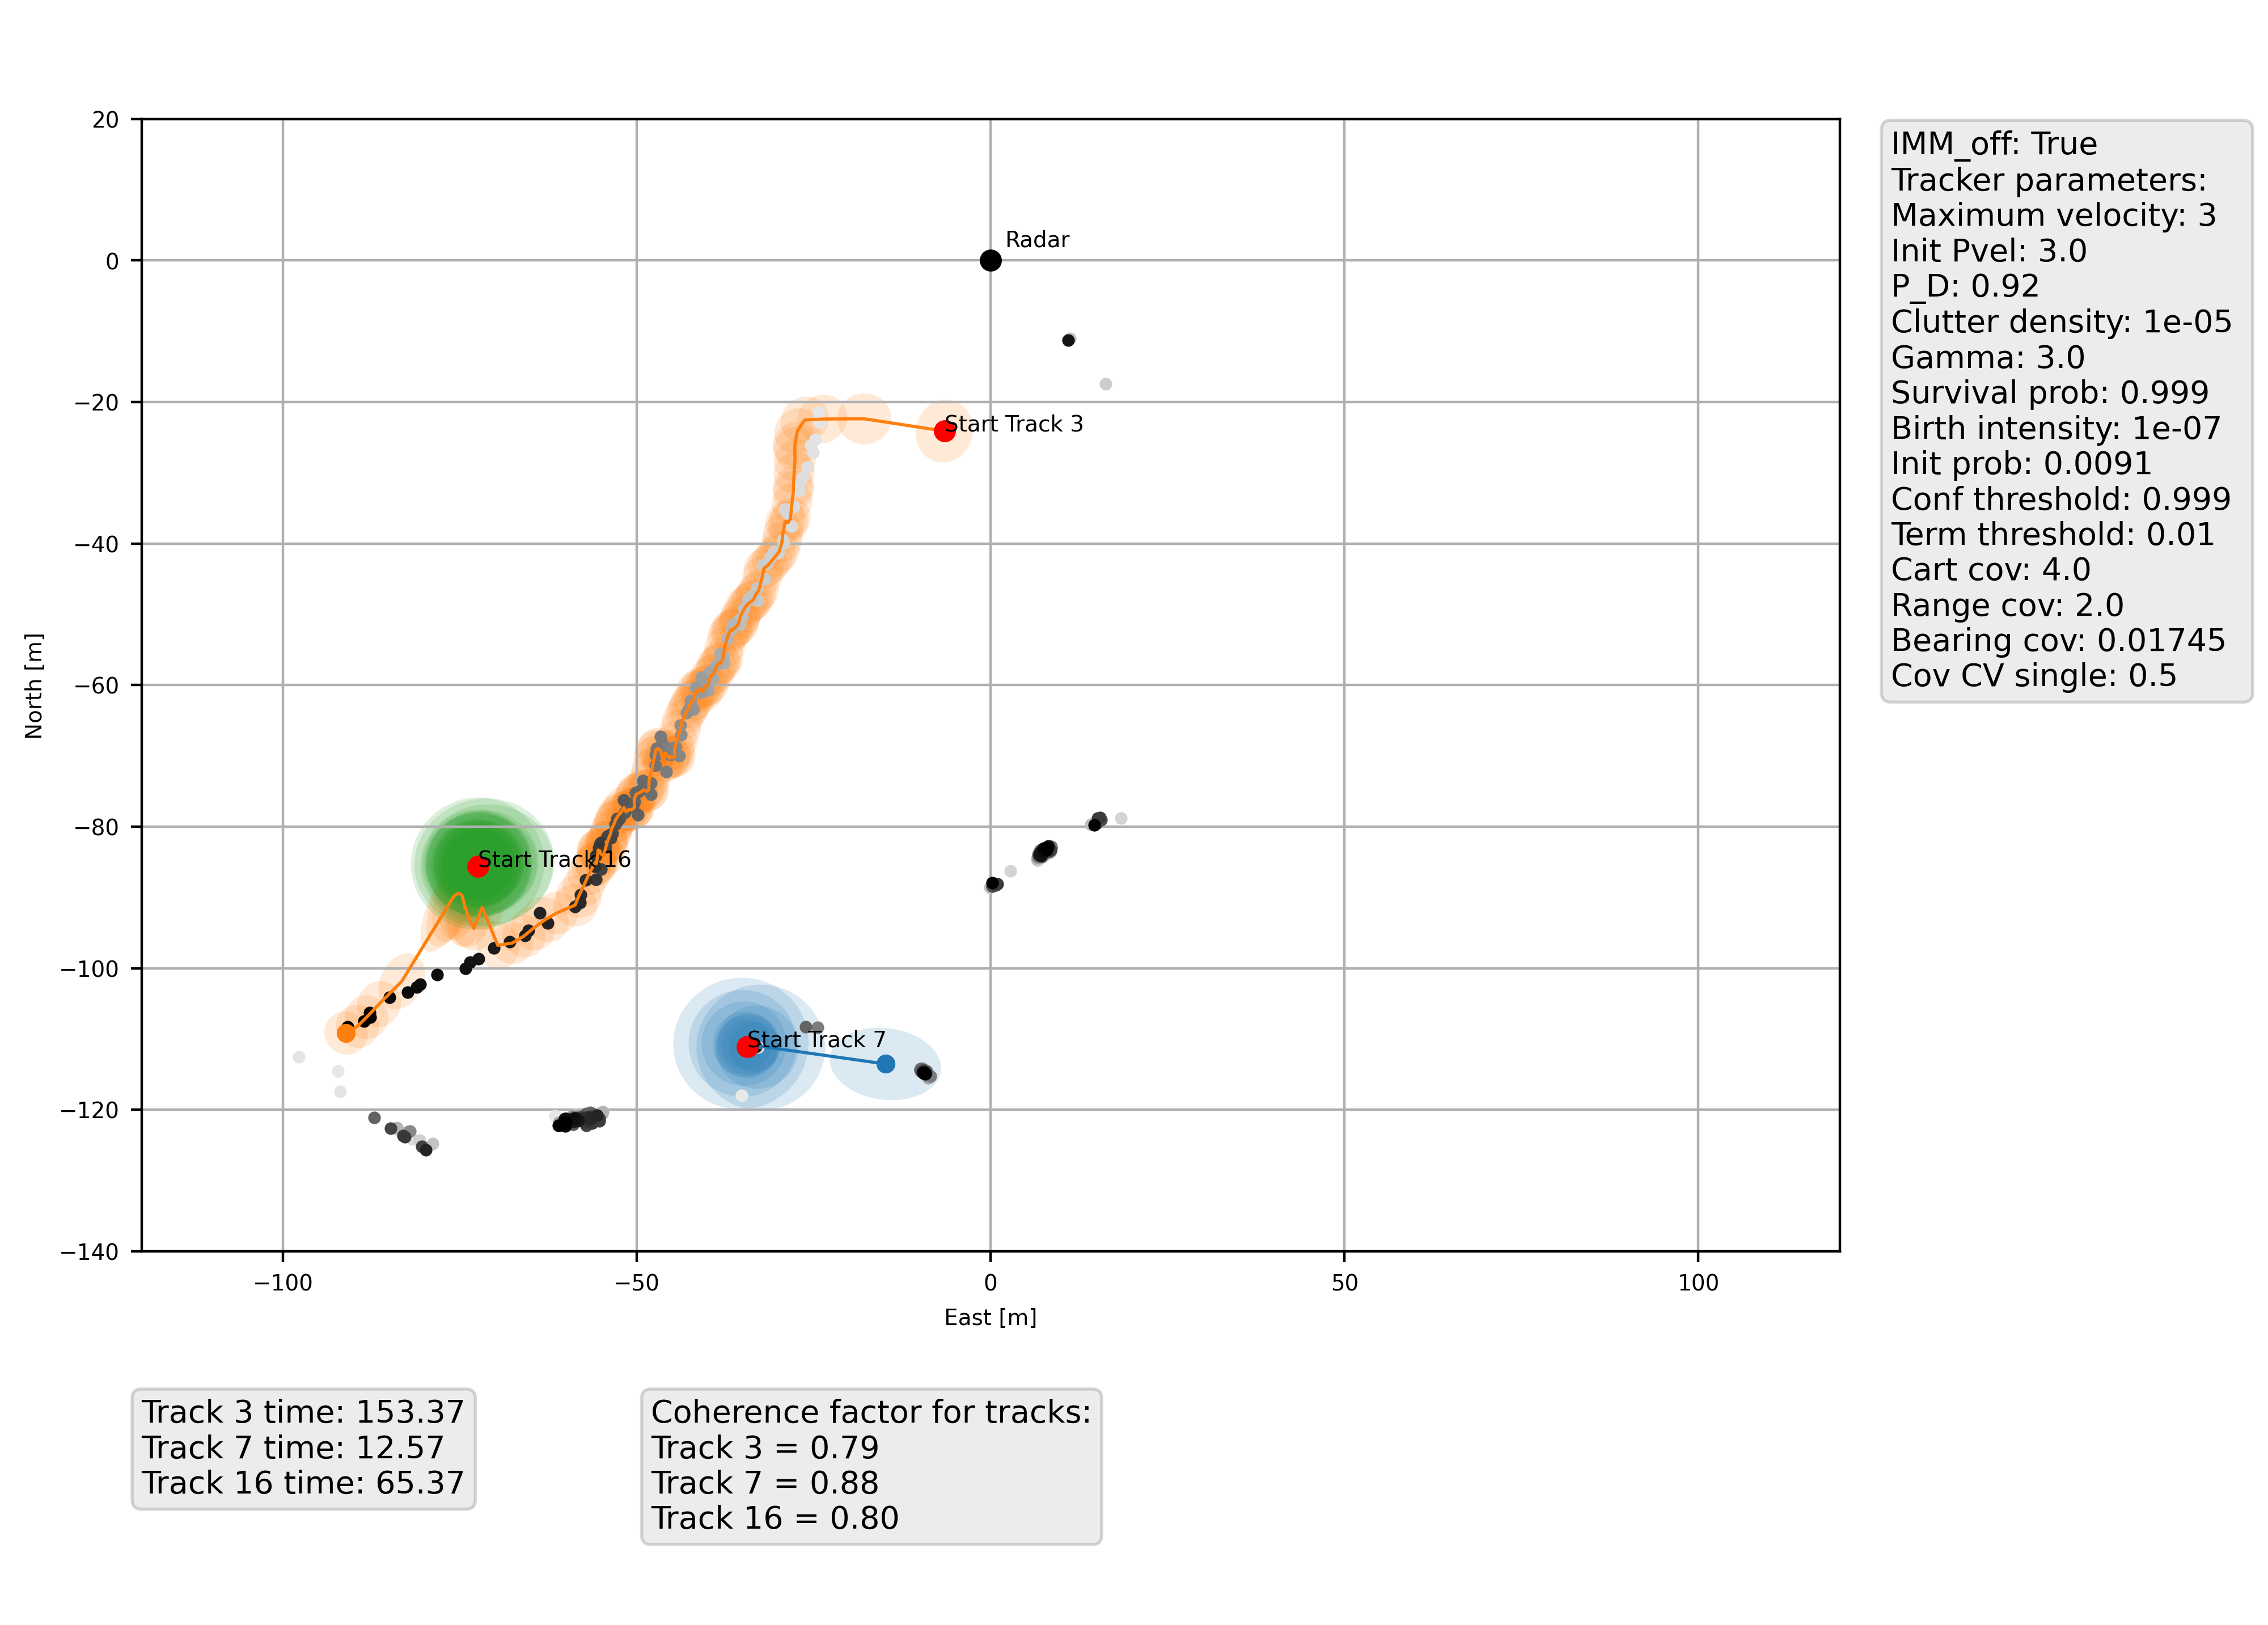 20
0
−20
−40
−60
−80
−100
−120
−140
North [m]
−100
−50
0
50
100
East [m]
Radar
Start Track 3
Start Track 16
Start Track 7
IMM_off: True
Tracker parameters:
Maximum velocity: 3
Init Pvel: 3.0
P_D: 0.92
Clutter density: 1e-05
Gamma: 3.0
Survival prob: 0.999
Birth intensity: 1e-07
Init prob: 0.0091
Conf threshold: 0.999
Term threshold: 0.01
Cart cov: 4.0
Range cov: 2.0
Bearing cov: 0.01745
Cov CV single: 0.5
Track 3 time: 153.37
Track 7 time: 12.57
Track 16 time: 65.37
Coherence factor for tracks:
Track 3 = 0.79
Track 7 = 0.88
Track 16 = 0.80